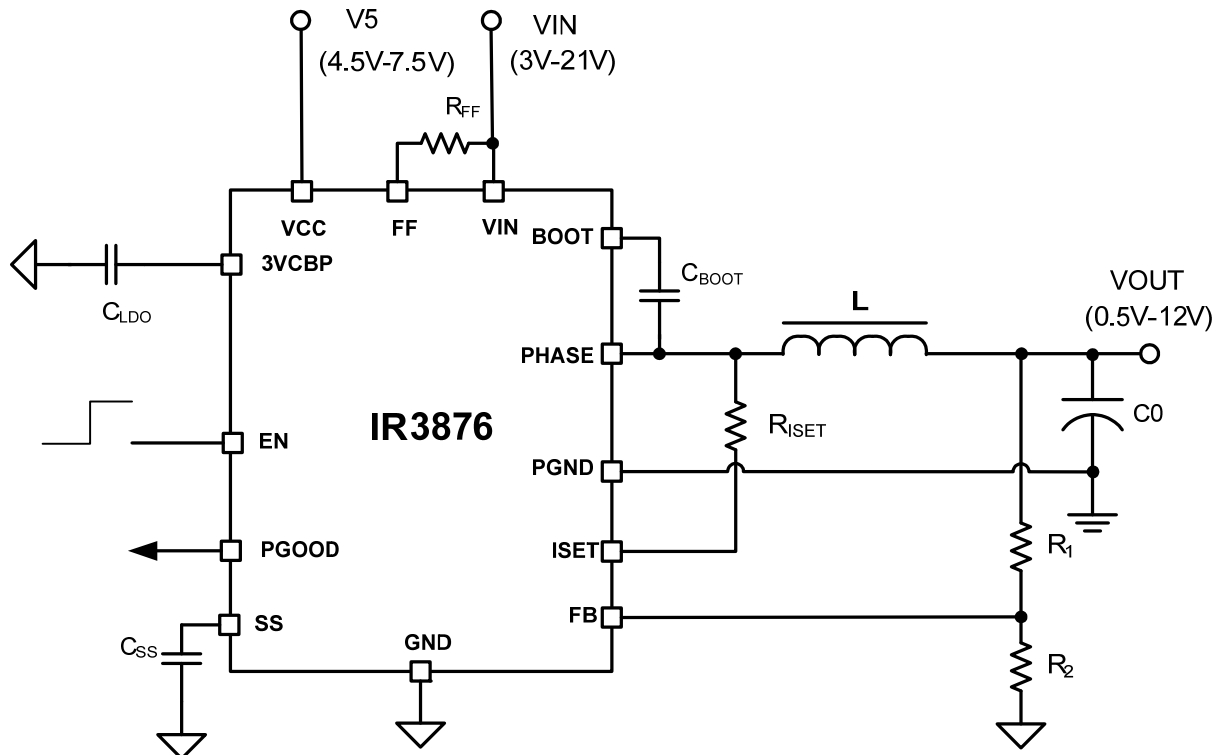 V5
(4.5V-7.5V)
VIN
(3V-21V)
RFF
VCC
FF
VIN
BOOT
3VCBP
CLDO
CBOOT
VOUT
(0.5V-12V)
L
PHASE
IR3876
RISET
C0
EN
PGND
PGOOD
ISET
R1
SS
FB
CSS
GND
R2